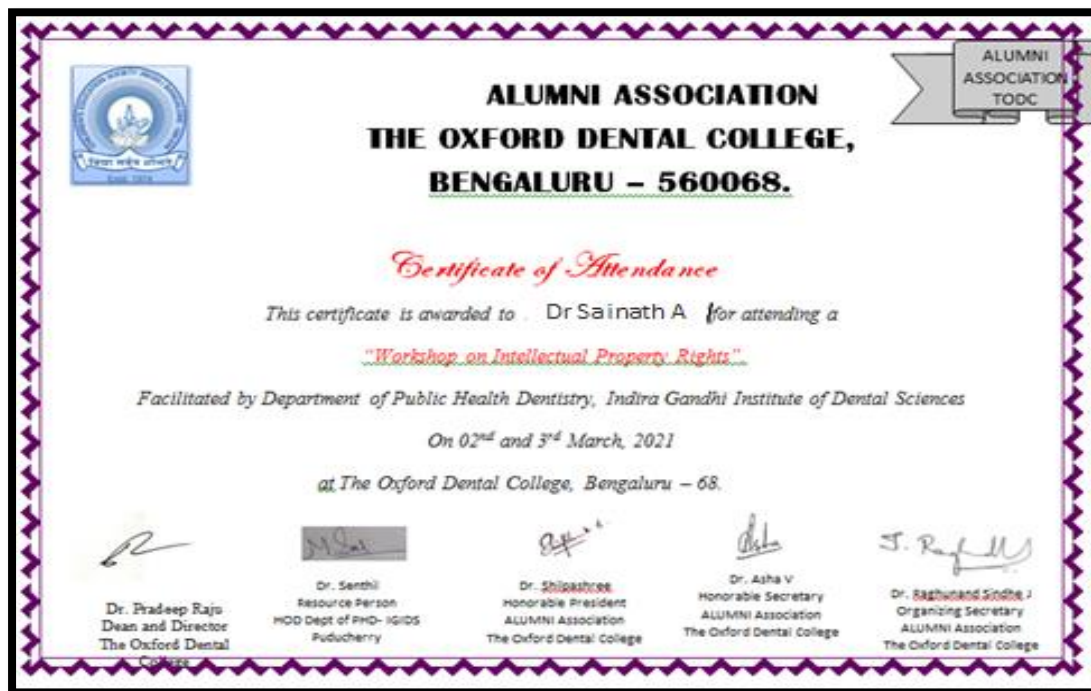 ALUMNI
ASSOCIATION
TODC
ALUMNI ASSOCIATION
THE OXFORD DENTAL COLLEGE,
BENGALURU – 560068.
Certificate of Attendance
This certificate is awarded to . Dr Sainath A for attending a
"Workshop on Intellectual Property Rights".
Facilitated by Department of Public Health Dentistry, Indira Gandhi Institute of Dental Sciences
On 02nd and 3rd March, 2021
at The Oxford Dental College, Bengaluru – 68.
Dr. Pradeep Raju
Dean and Director
The Oxford Dental
College
Dr. Senthil
Resource Person
HOD Dept of PHD- IGIDS
Puducherry
Dr. Shilpashree
Honorable President
ALUMNI Association
The Oxford Dental College
Asha
Dr. Asha V
Honorable Secretary
ALUMNI Association
The Oxford Dental College
Dr. Raghunand Sindhe J
Organizing Secretary
ALUMNI Association
The Oxford Dental College